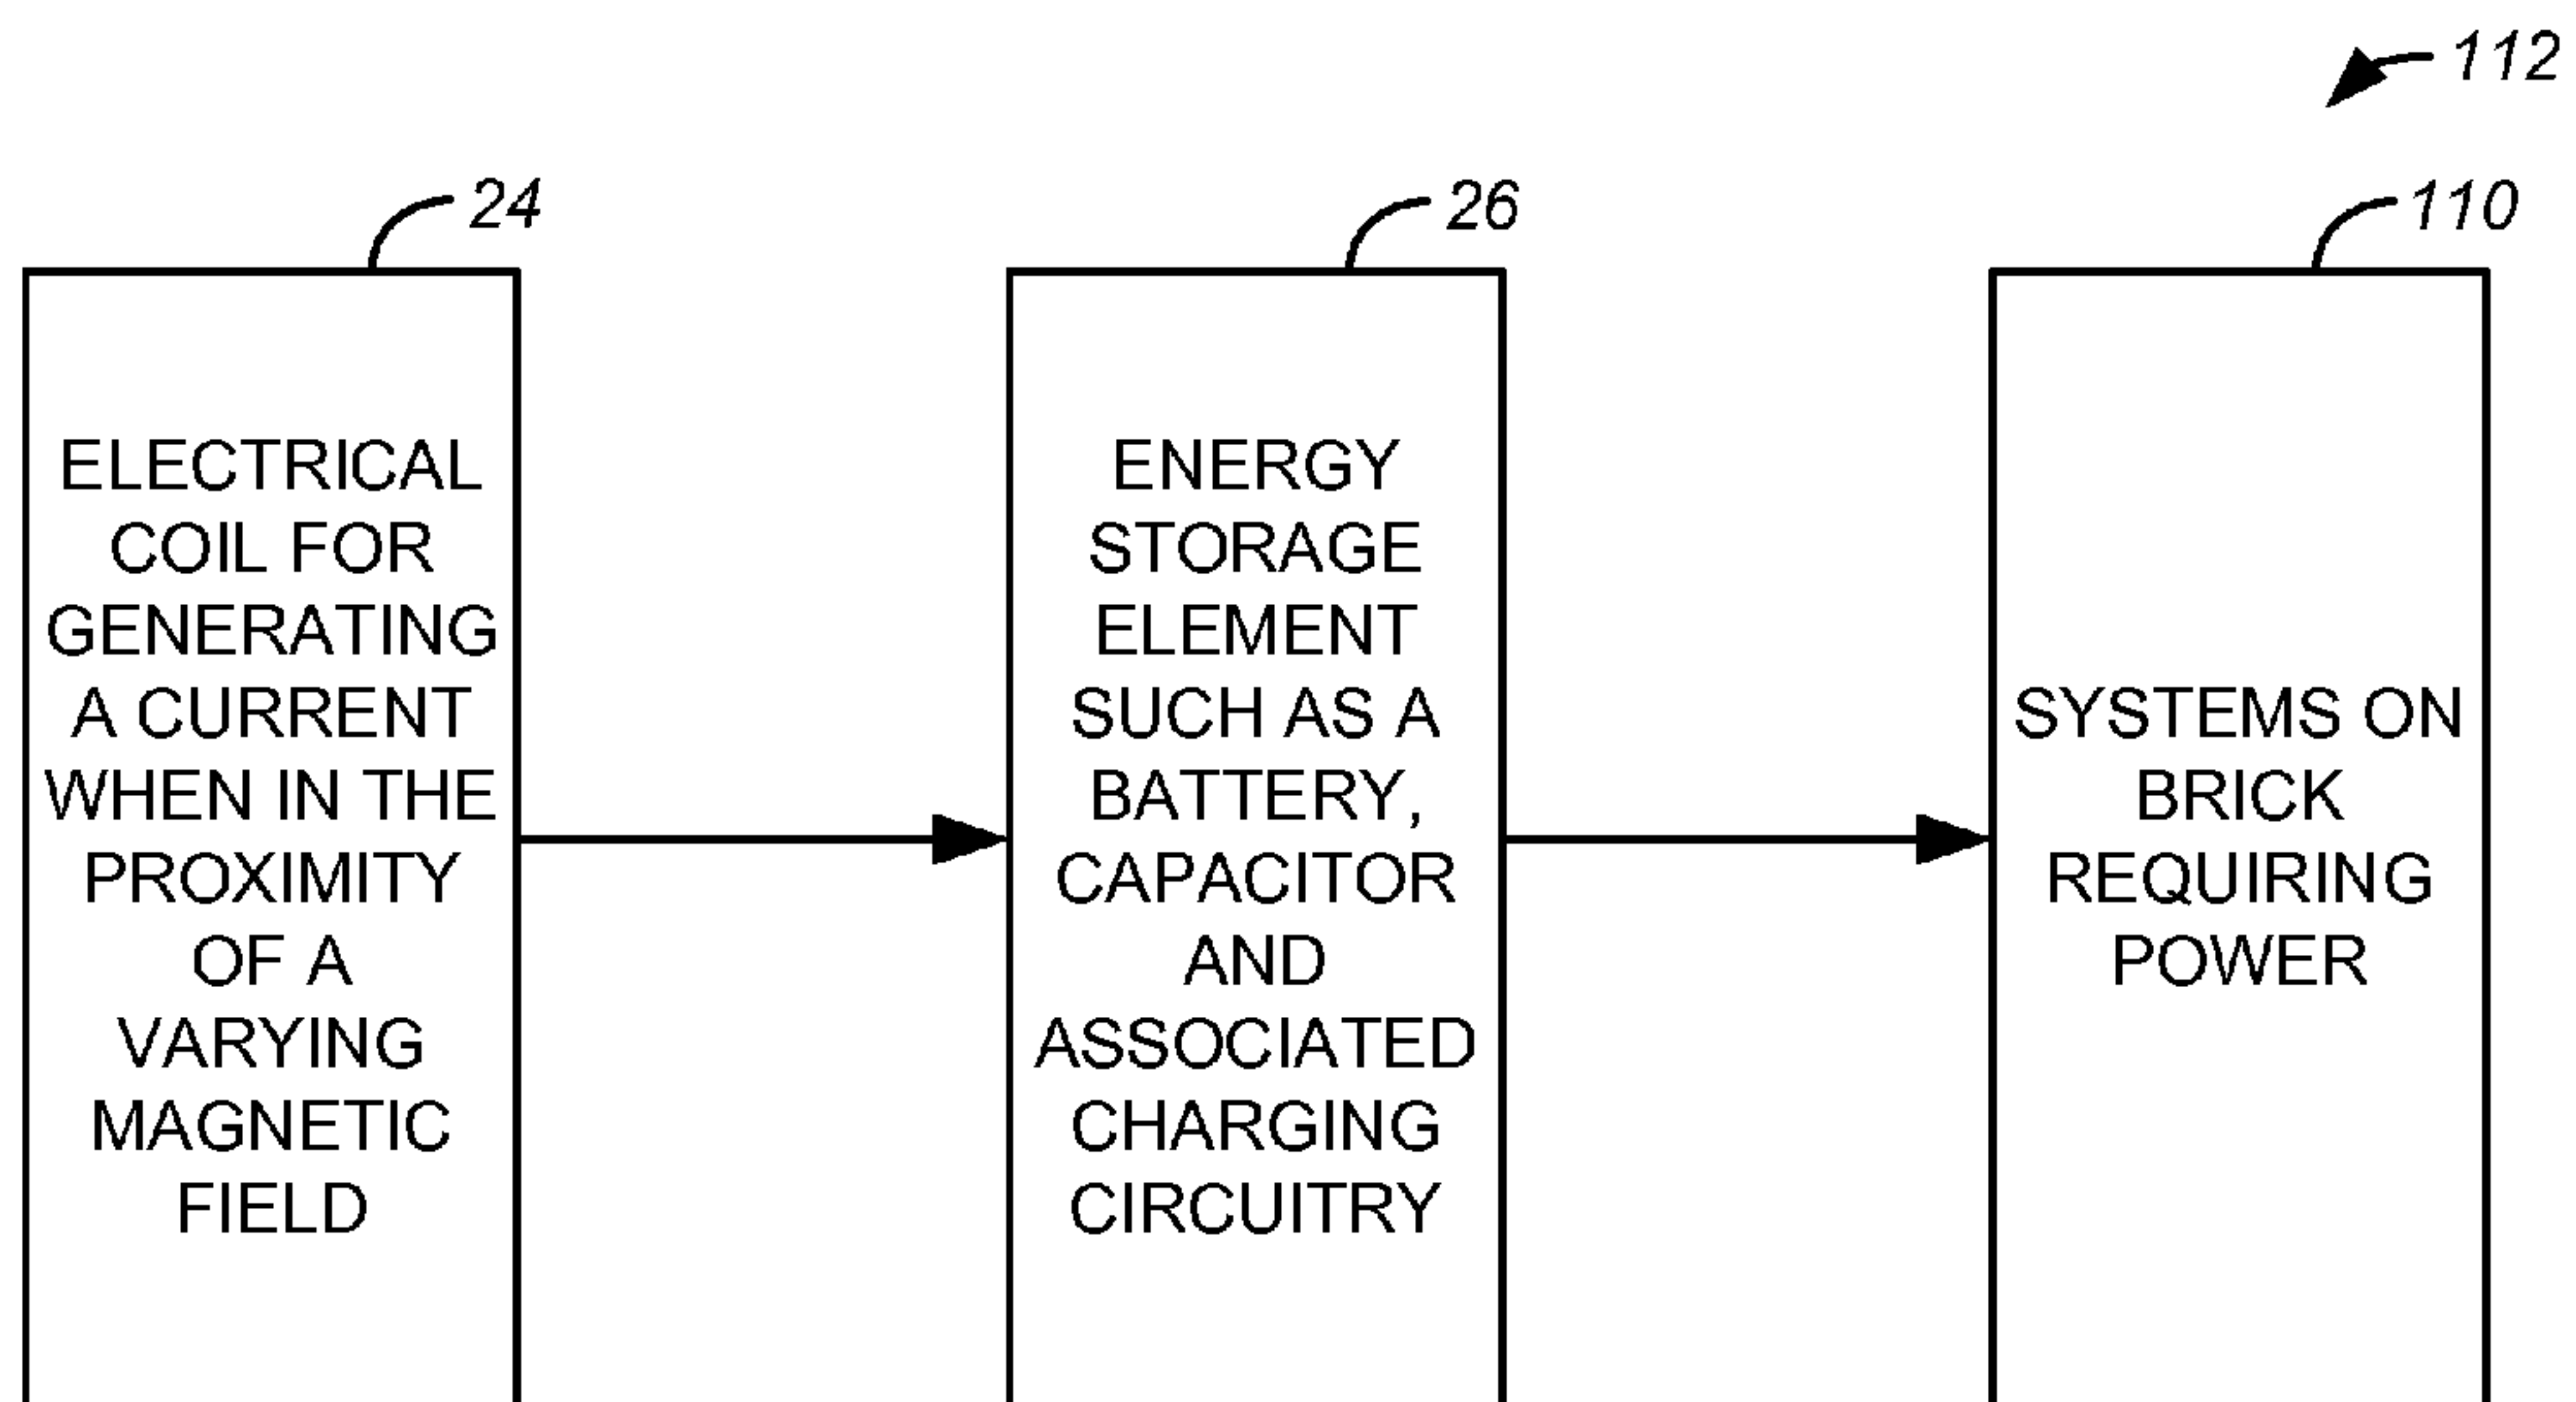 112
24
26
110
ELECTRICAL
COIL FOR
GENERATING
A CURRENT
WHEN IN THE
PROXIMITY
OF A
VARYING
MAGNETIC
FIELD
ENERGY
STORAGE
ELEMENT
SUCH AS A
BATTERY,
CAPACITOR
AND
ASSOCIATED
CHARGING
CIRCUITRY
SYSTEMS ON
BRICK
REQUIRING
POWER